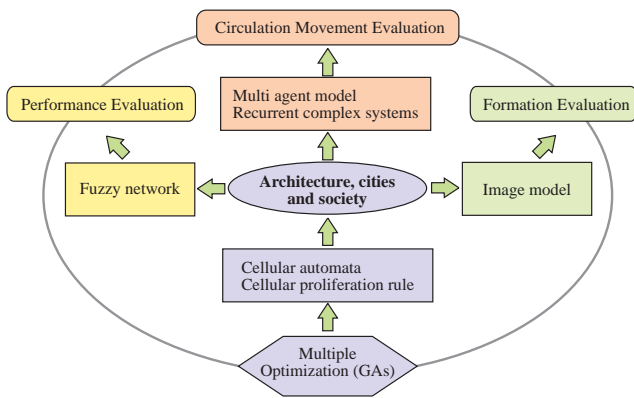 Circulation Movement Evaluation
Performance Evaluation
Multi agent model
Recurrent complex systems
Formation Evaluation
Fuzzy network
Architecture, cities
and society
Image model
Cellular automata
Cellular proliferation rule
Multiple
Optimization (GAs)